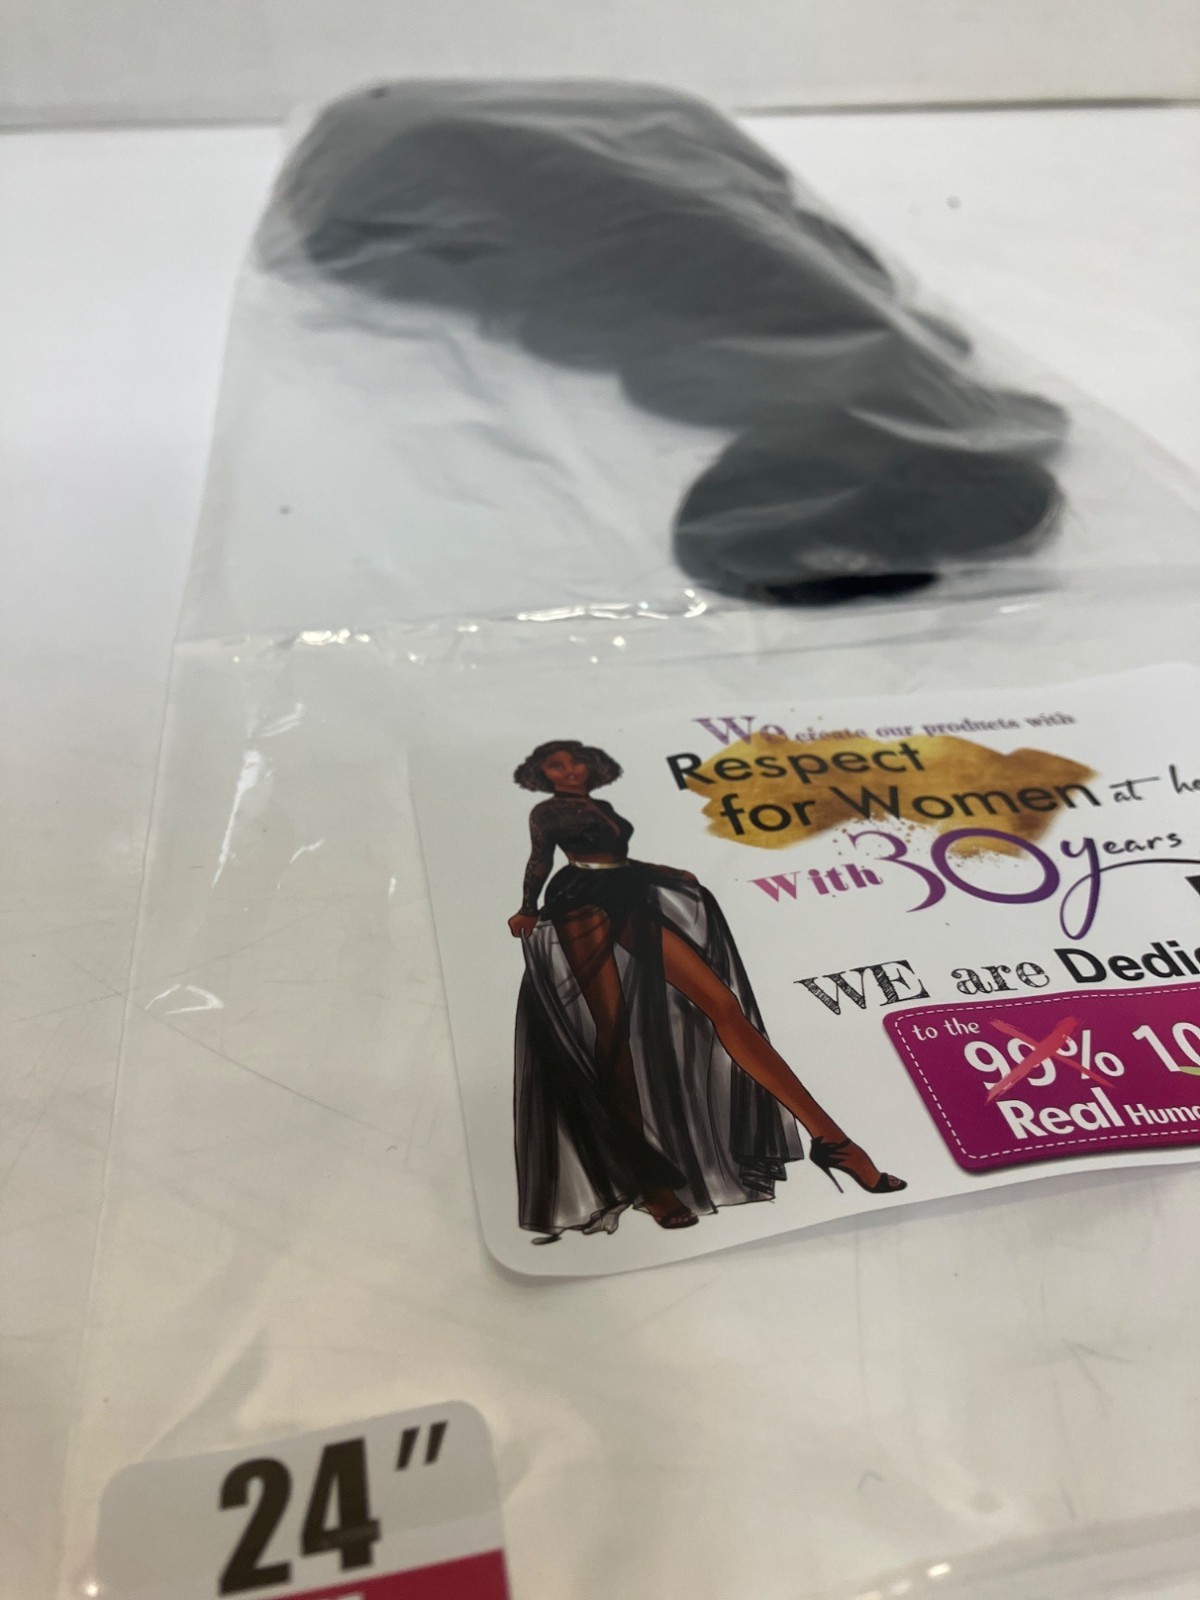 We create our products with
Respect
for Women at
With 30 years
WE are
to the
99% 10
Real
24"